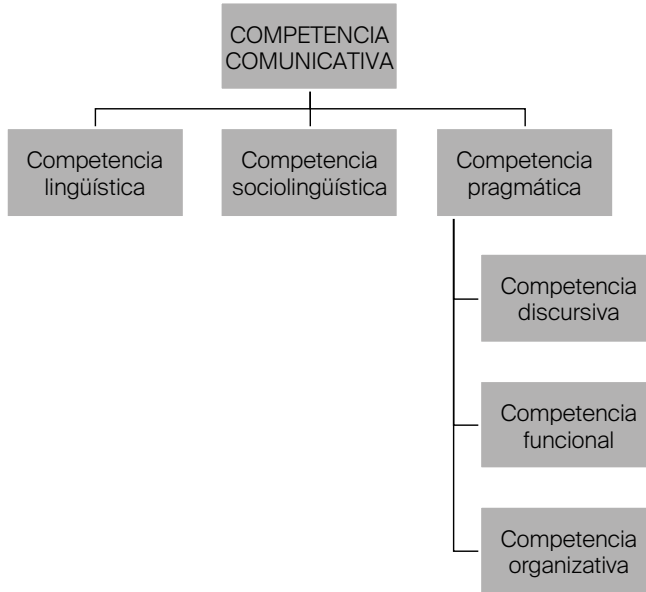 COMPETENCIA
COMUNICATIVA
Competencia
lingüística
Competencia
sociolingüística
Competencia
pragmática
Competencia
discursiva
Competencia
funcional
Competencia
organizativa